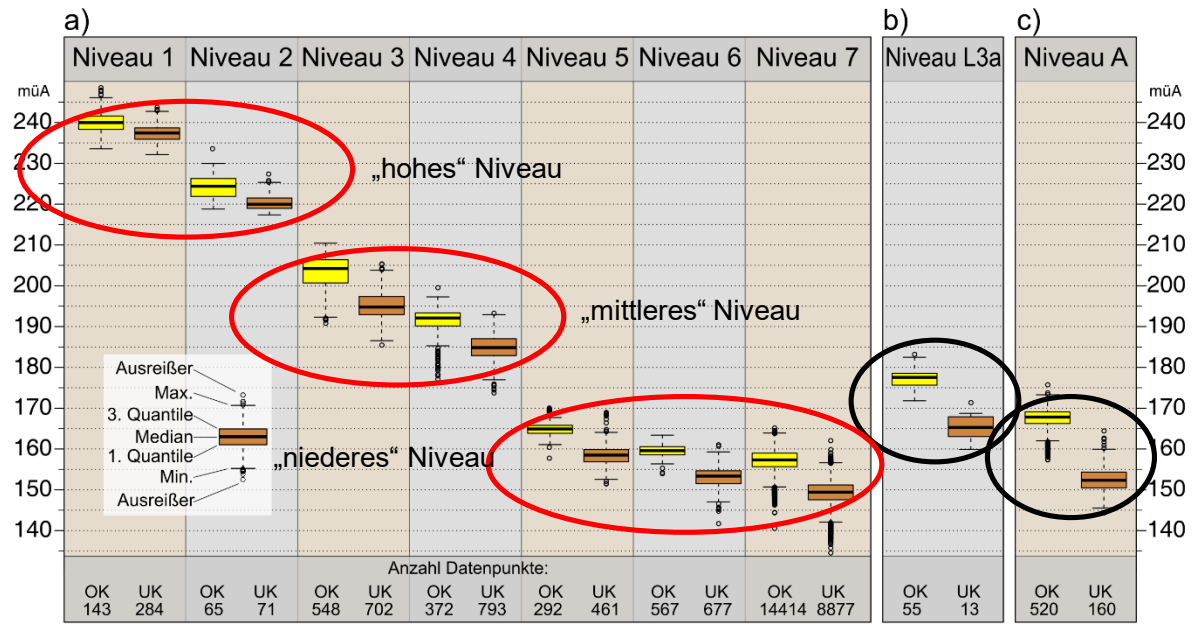 a)
b)
c)
Niveau 1
Niveau 2
Niveau 3
Niveau 4
Niveau 5
Niveau 6
Niveau 7
Niveau L3a
Niveau A
müA
müA
240
240
230
„hohes“ Niveau
230
220
220
210
210
200
200
190
„mittleres“ Niveau
190
180
180
170
170
160
160
150
150
140
140
Ausreißer
Max.
3. Quantile
Median
1. Quantile
„niederes“ Niveau
Min.
Ausreißer
Anzahl Datenpunkte:
OK UK OK UK OK UK OK UK OK UK OK UK OK UK OK UK OK UK
143 284 65 71 548 702 372 793 292 461 567 677 14414 8877 55 13 520 160